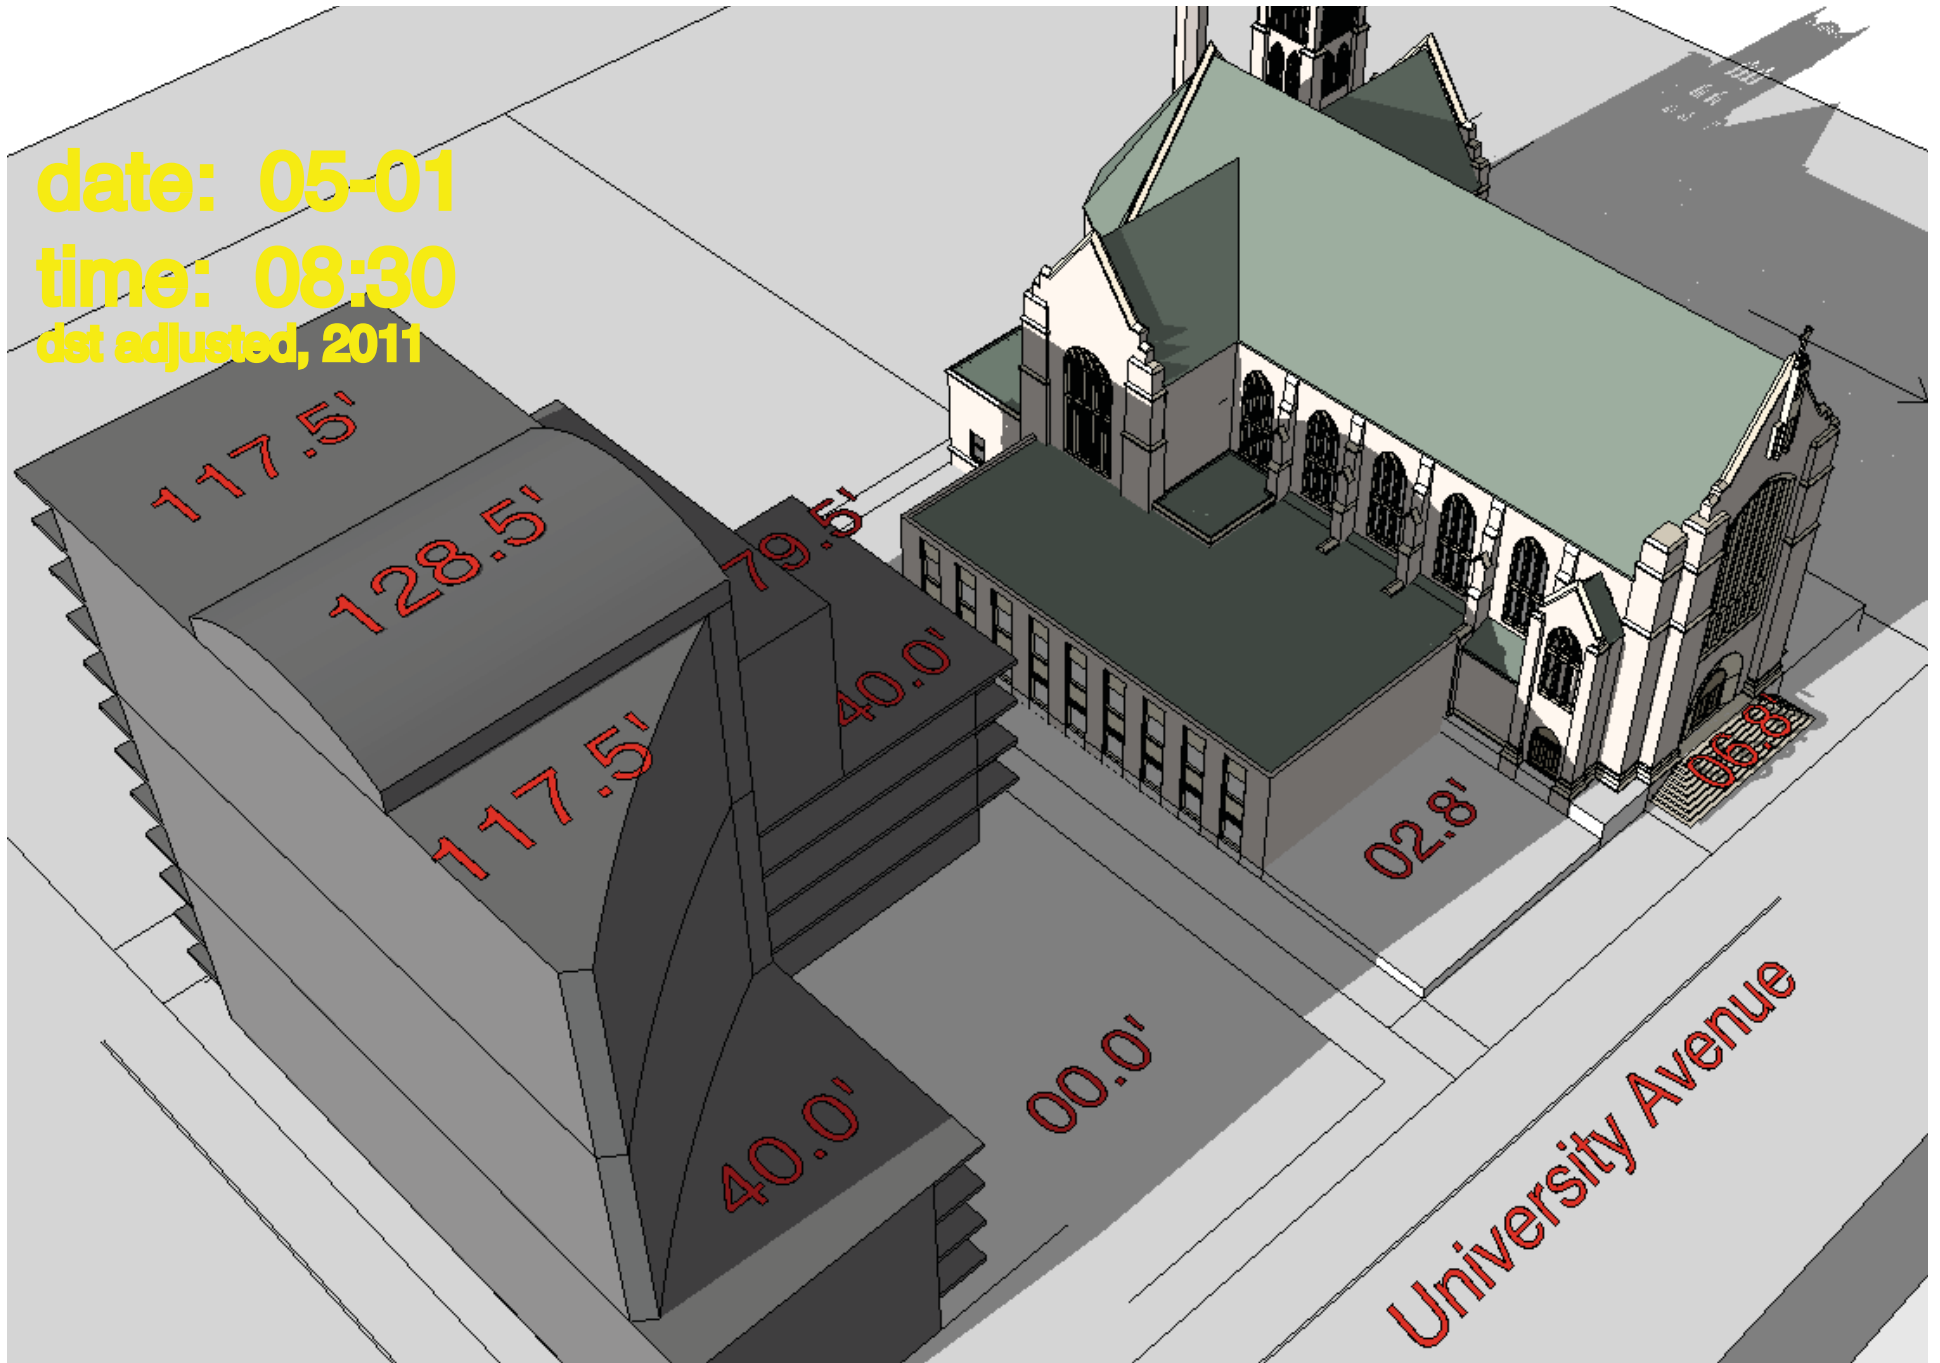 date: 05-01
time: 08:30
dst adjusted, 2011
117.5'
128.5'
79.5'
40.0'
117.5'
06.8'
02.8'
00.0'
40.0'
University Avenue